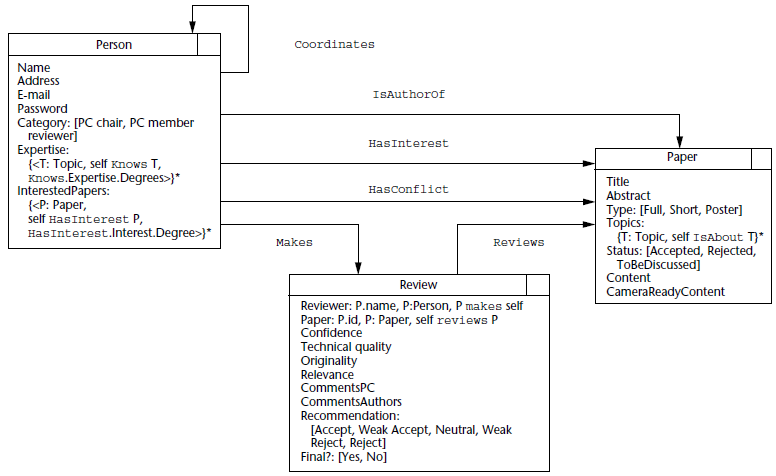 Coordinates
Person
Name
Address
E-mail
Password
Category: [PC chair, PC member
reviewer]
Expertise:
{<T: Topic, self Knows T,
Knows.Expertise.Degrees>}*
InterestedPapers:
{<P: Paper,
self HasInterest P,
HasInterest.Interest.Degree>}*
IsAuthorOf
HasInterest
HasConflict
Makes
Reviews
Paper
Title
Abstract
Type: [Full, Short, Poster]
Topics:
{T: Topic, self IsAbout T}*
Status: [Accepted, Rejected,
ToBeDiscussed]
Content
CameraReadyContent
Review
Reviewer: P.name, P:Person, P makes self
Paper: P.id, P: Paper, self reviews P
Confidence
Technical quality
Originality
Relevance
CommentsPC
CommentsAuthors
Recommendation:
[Accept, Weak Accept, Neutral, Weak
Reject, Reject]
Final?: [Yes, No]